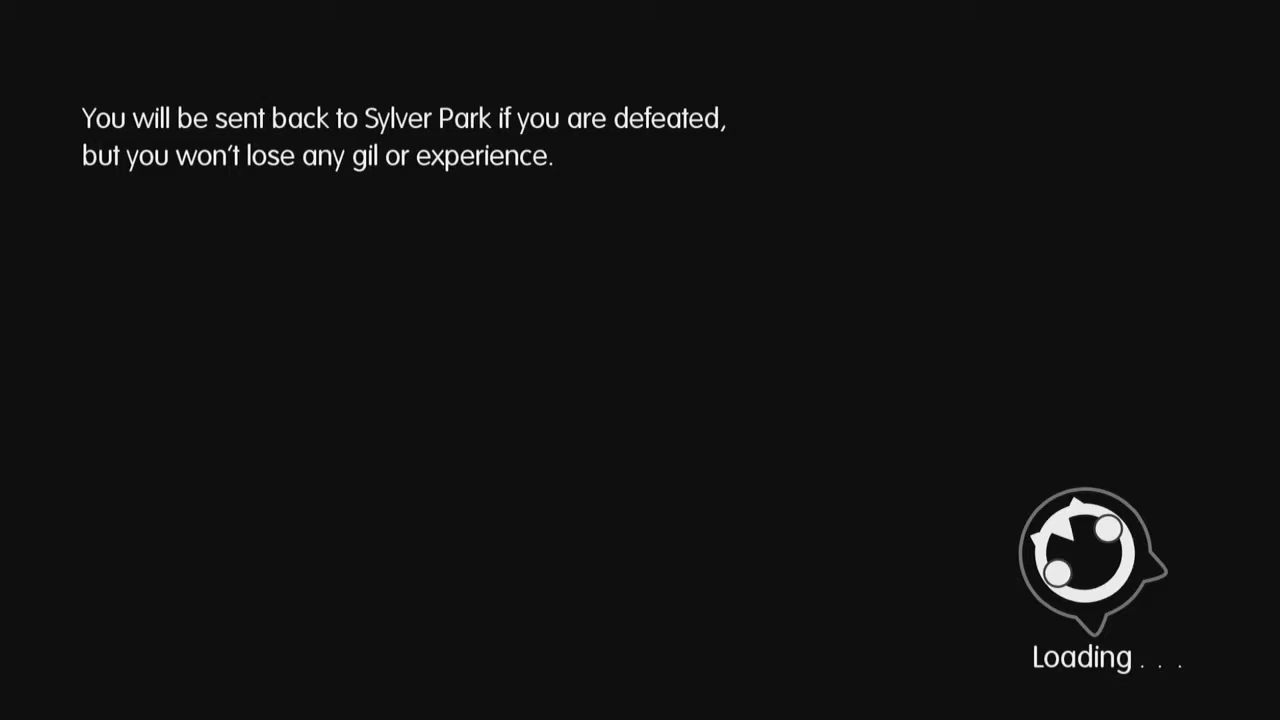 You will be sent back to Sylver Park if you are defeated,
but you won't lose any gil or experience.
Loading . . .